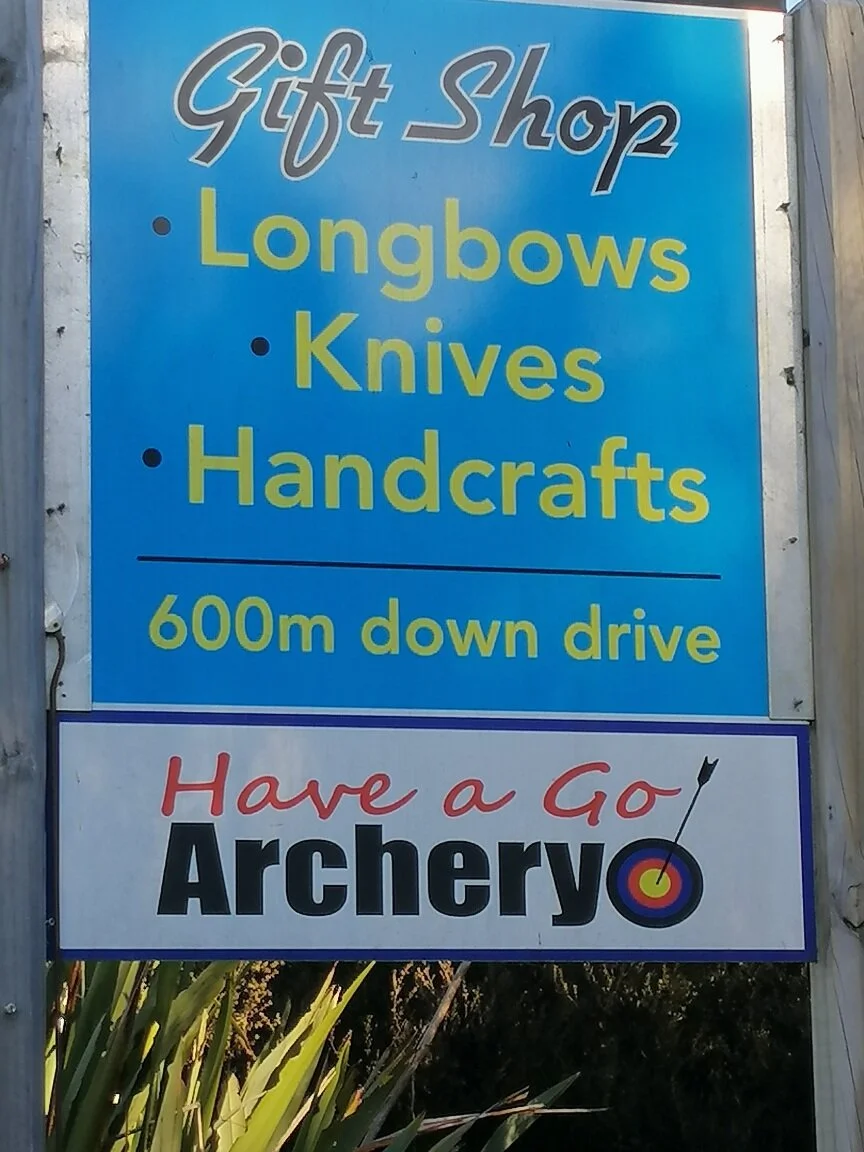 Gift Shop
• Longbows
• Knives
• Handcrafts
600m down drive
Have a Go
Archery